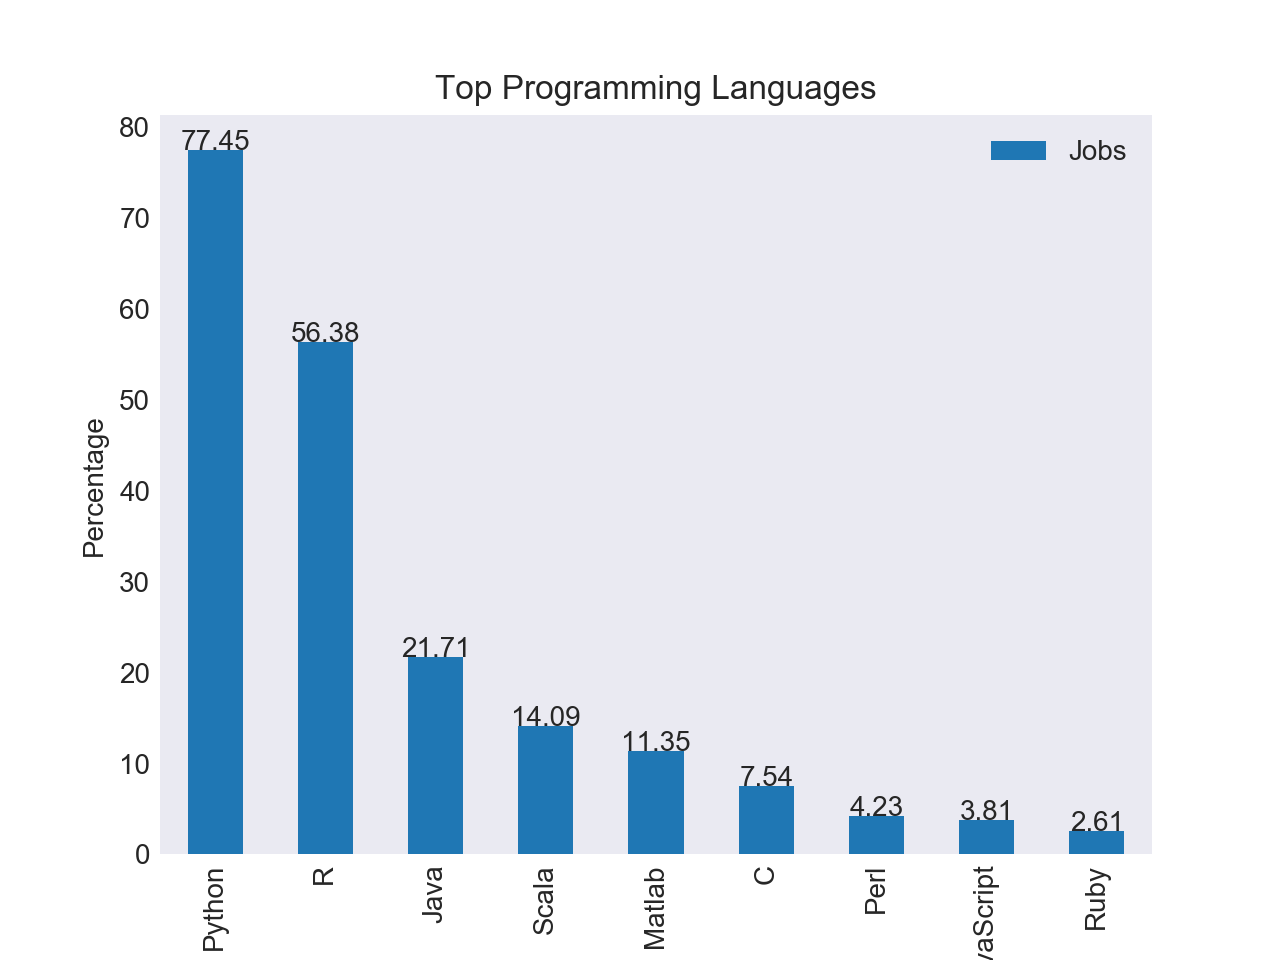 Top Programming Languages
Jobs
Percentage
80
70
60
50
40
30
20
10
0
77.45
56.38
21.71
14.09
11.35
7.54
4.23
3.81
2.61
Python
R
Java
Scala
Matlab
C
Perl
vaScript
Ruby